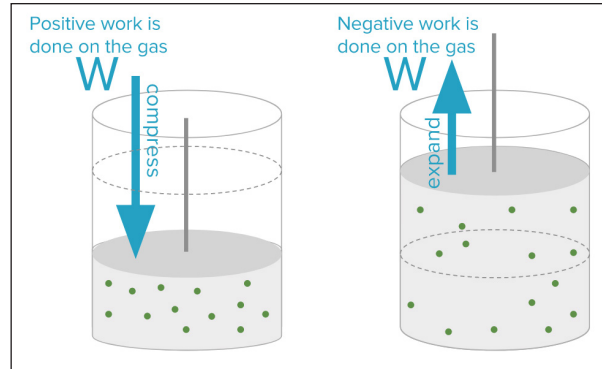 Positive work is
done on the gas
W
compress
Negative work is
done on the gas
W
expand